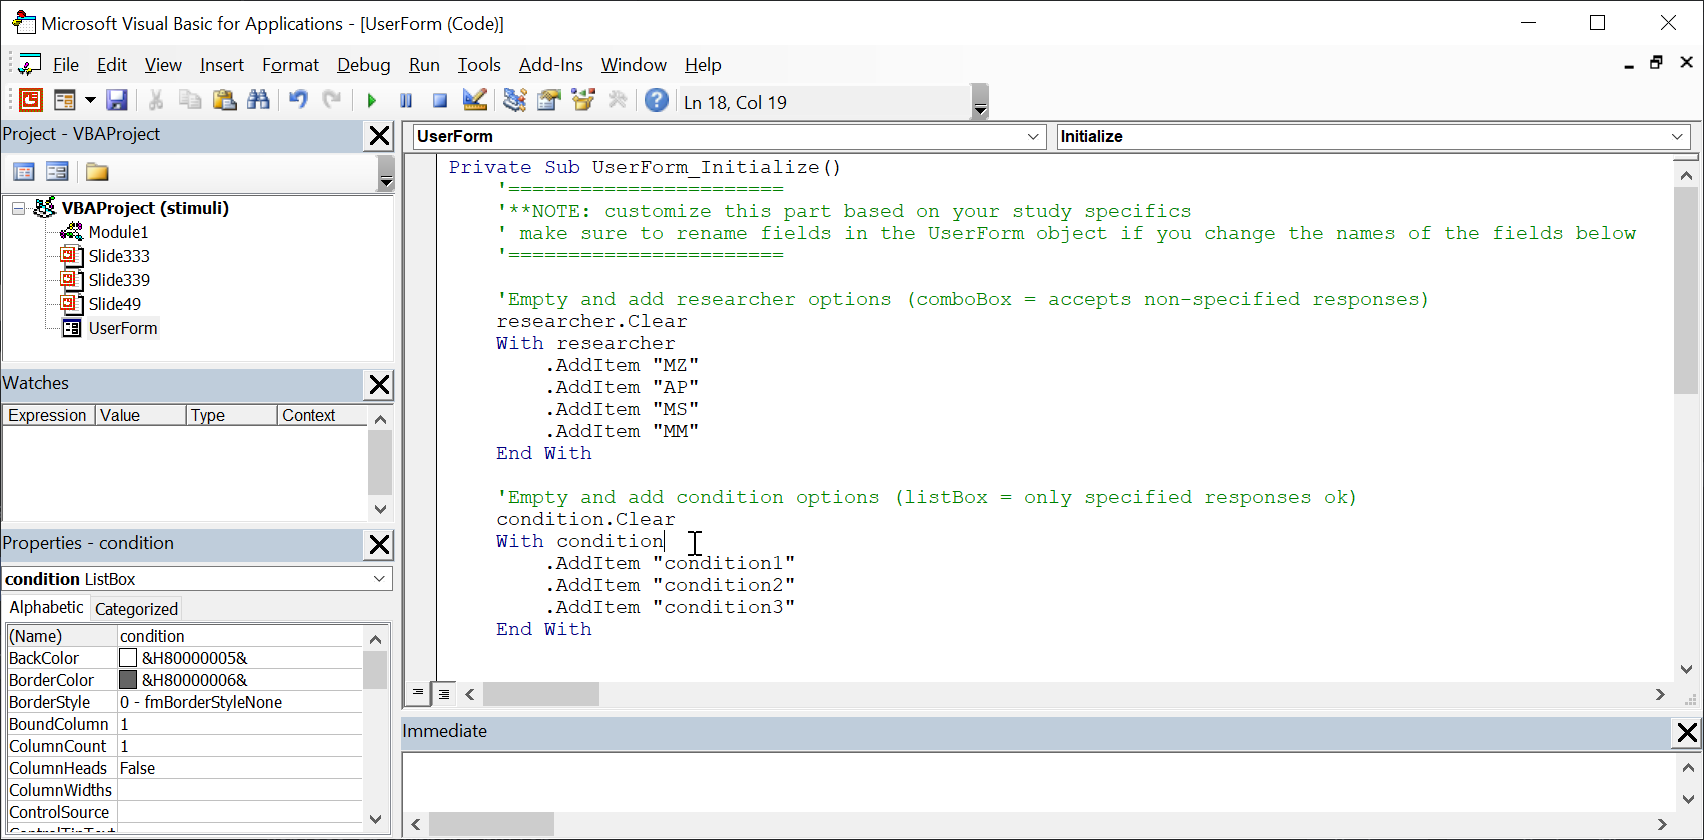 Microsoft Visual Basic for Applications - [UserForm (Code)]
File Edit View Insert Format Debug Run Tools Add-Ins Window Help
Ln 18, Col 19
Project - VBAProject
VBAProject (stimuli)
Module1
Slide333
Slide339
Slide49
UserForm
Watches
Expression Value Type Context
Properties - condition
condition ListBox
Alphabetic Categorized
(Name) condition
BackColor &H80000005&
BorderColor &H80000006&
BorderStyle 0 - fmBorderStyleNone
BoundColumn 1
ColumnCount 1
ColumnHeads False
ColumnWidths
ControlSource
ControlTipText
UserForm Initialize
Private Sub UserForm_Initialize()
'=======================
'**NOTE: customize this part based on your study specifics
' make sure to rename fields in the UserForm object if you change the names of the fields below
'=======================
'Empty and add researcher options (comboBox = accepts non-specified responses)
researcher.Clear
With researcher
.AddItem "MZ"
.AddItem "AP"
.AddItem "MS"
.AddItem "MM"
End With
'Empty and add condition options (listBox = only specified responses ok)
condition.Clear
With condition
.AddItem "condition1"
.AddItem "condition2"
.AddItem "condition3"
End With
Immediate